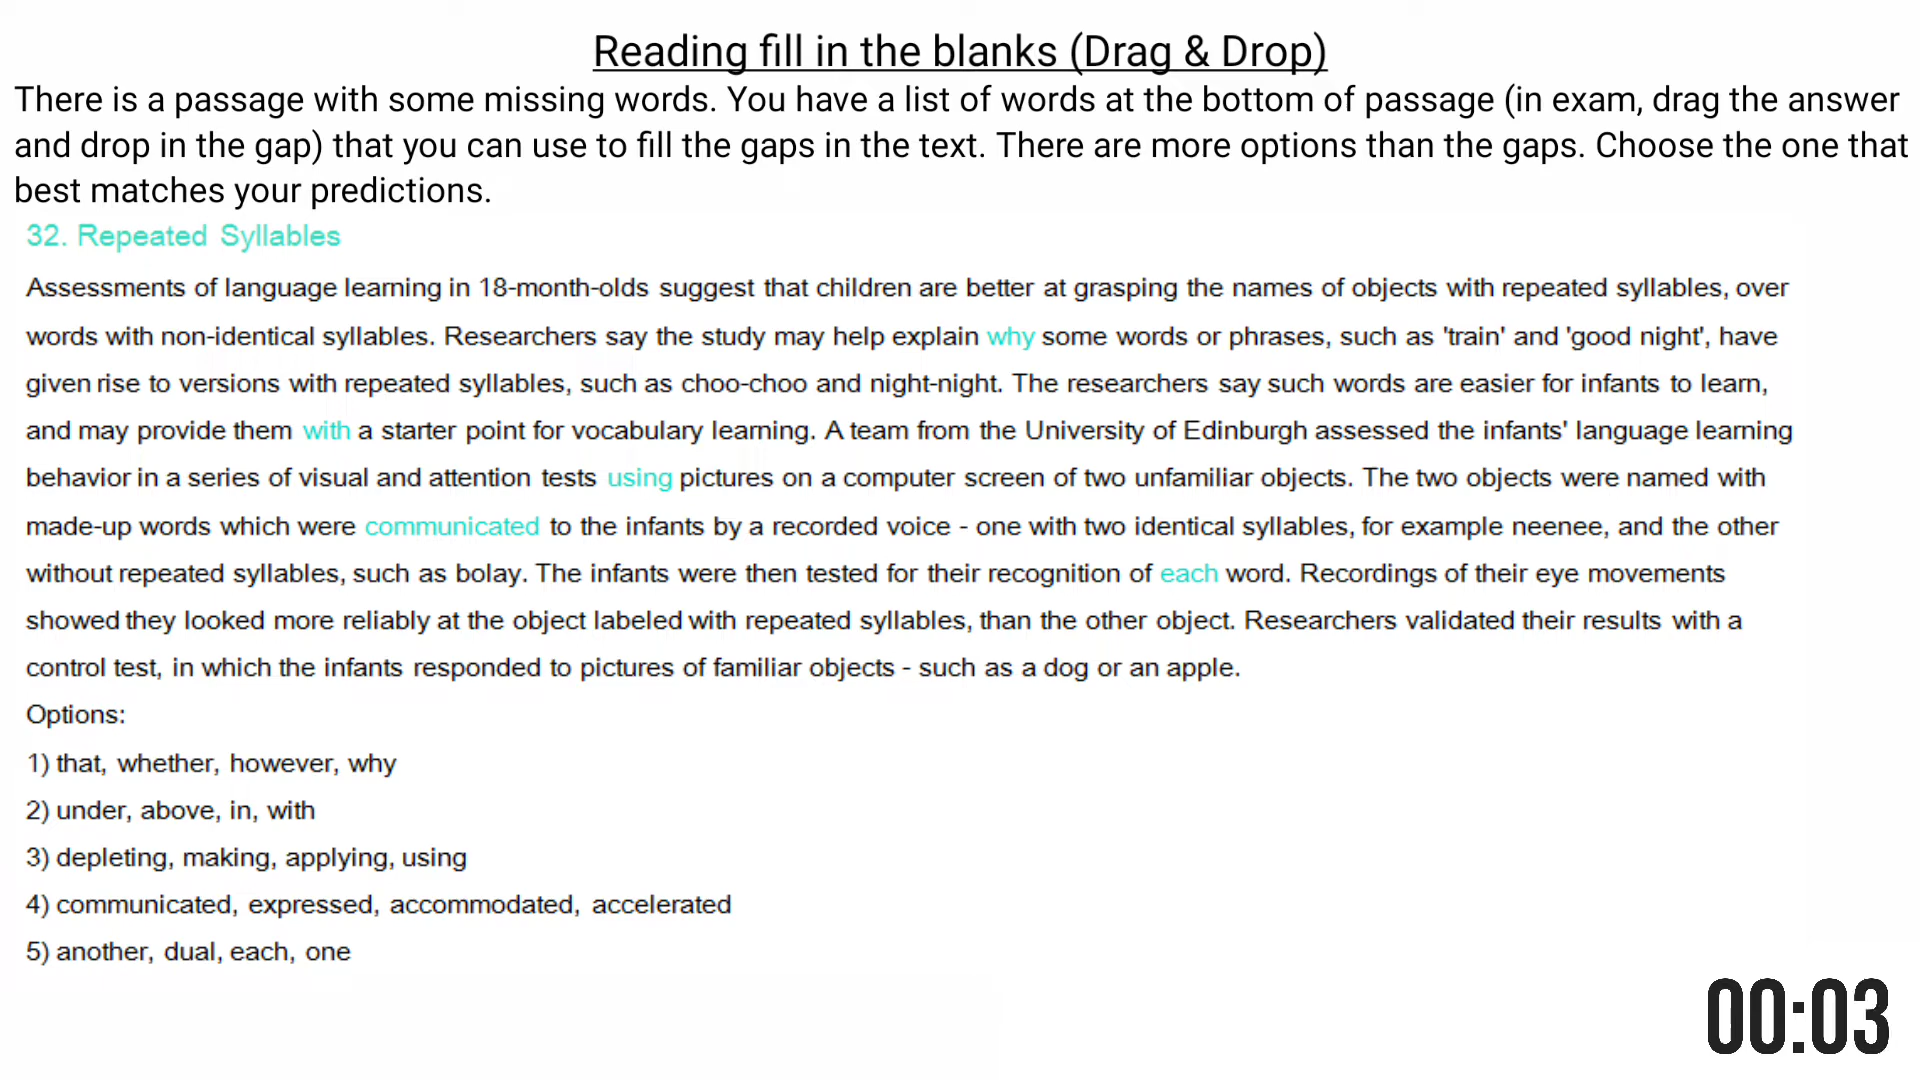 Reading fill in the blanks (Drag & Drop)
There is a passage with some missing words. You have a list of words at the bottom of passage (in exam, drag the answer
and drop in the gap) that you can use to fill the gaps in the text. There are more options than the gaps. Choose the one that
best matches your predictions.
32. Repeated Syllables
Assessments of language learning in 18-month-olds suggest that children are better at grasping the names of objects with repeated syllables, over
words with non-identical syllables. Researchers say the study may help explain why some words or phrases, such as 'train' and 'good night', have
given rise to versions with repeated syllables, such as choo-choo and night-night. The researchers say such words are easier for infants to learn,
and may provide them with a starter point for vocabulary learning. A team from the University of Edinburgh assessed the infants' language learning
behavior in a series of visual and attention tests using pictures on a computer screen of two unfamiliar objects. The two objects were named with
made-up words which were communicated to the infants by a recorded voice - one with two identical syllables, for example neenee, and the other
without repeated syllables, such as bolay. The infants were then tested for their recognition of each word. Recordings of their eye movements
showed they looked more reliably at the object labeled with repeated syllables, than the other object. Researchers validated their results with a
control test, in which the infants responded to pictures of familiar objects - such as a dog or an apple.
Options:
1) that, whether, however, why
2) under, above, in, with
3) depleting, making, applying, using
4) communicated, expressed, accommodated, accelerated
5) another, dual, each, one
00:03